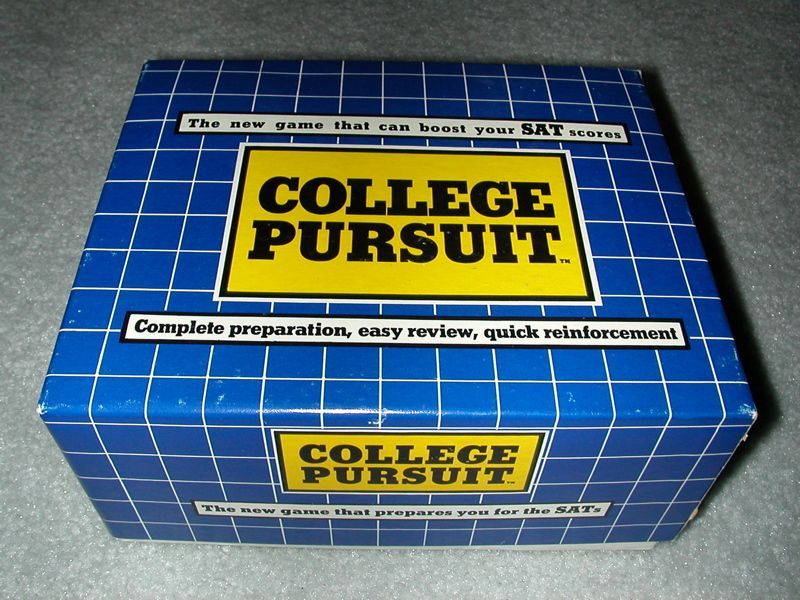 The new game that can boost your SAT scores
COLLEGE
PURSUIT™
Complete preparation, easy review, quick reinforcement
COLLEGE
PURSUIT™
The new game that prepares you for the SATs